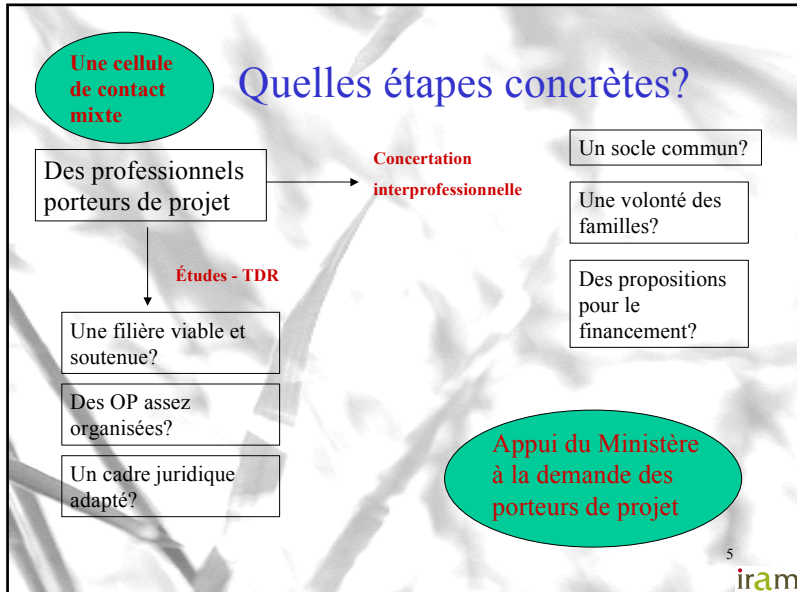 Une cellule
de contact
mixte
Quelles étapes concrètes?
Des professionnels
porteurs de projet
Concertation
interprofessionnelle
Un socle commun?
Une volonté des
familles?
Des propositions
pour le
financement?
Études - TDR
Une filière viable et
soutenue?
Des OP assez
organisées?
Un cadre juridique
adapté?
Appui du Ministère
à la demande des
porteurs de projet
5
iram